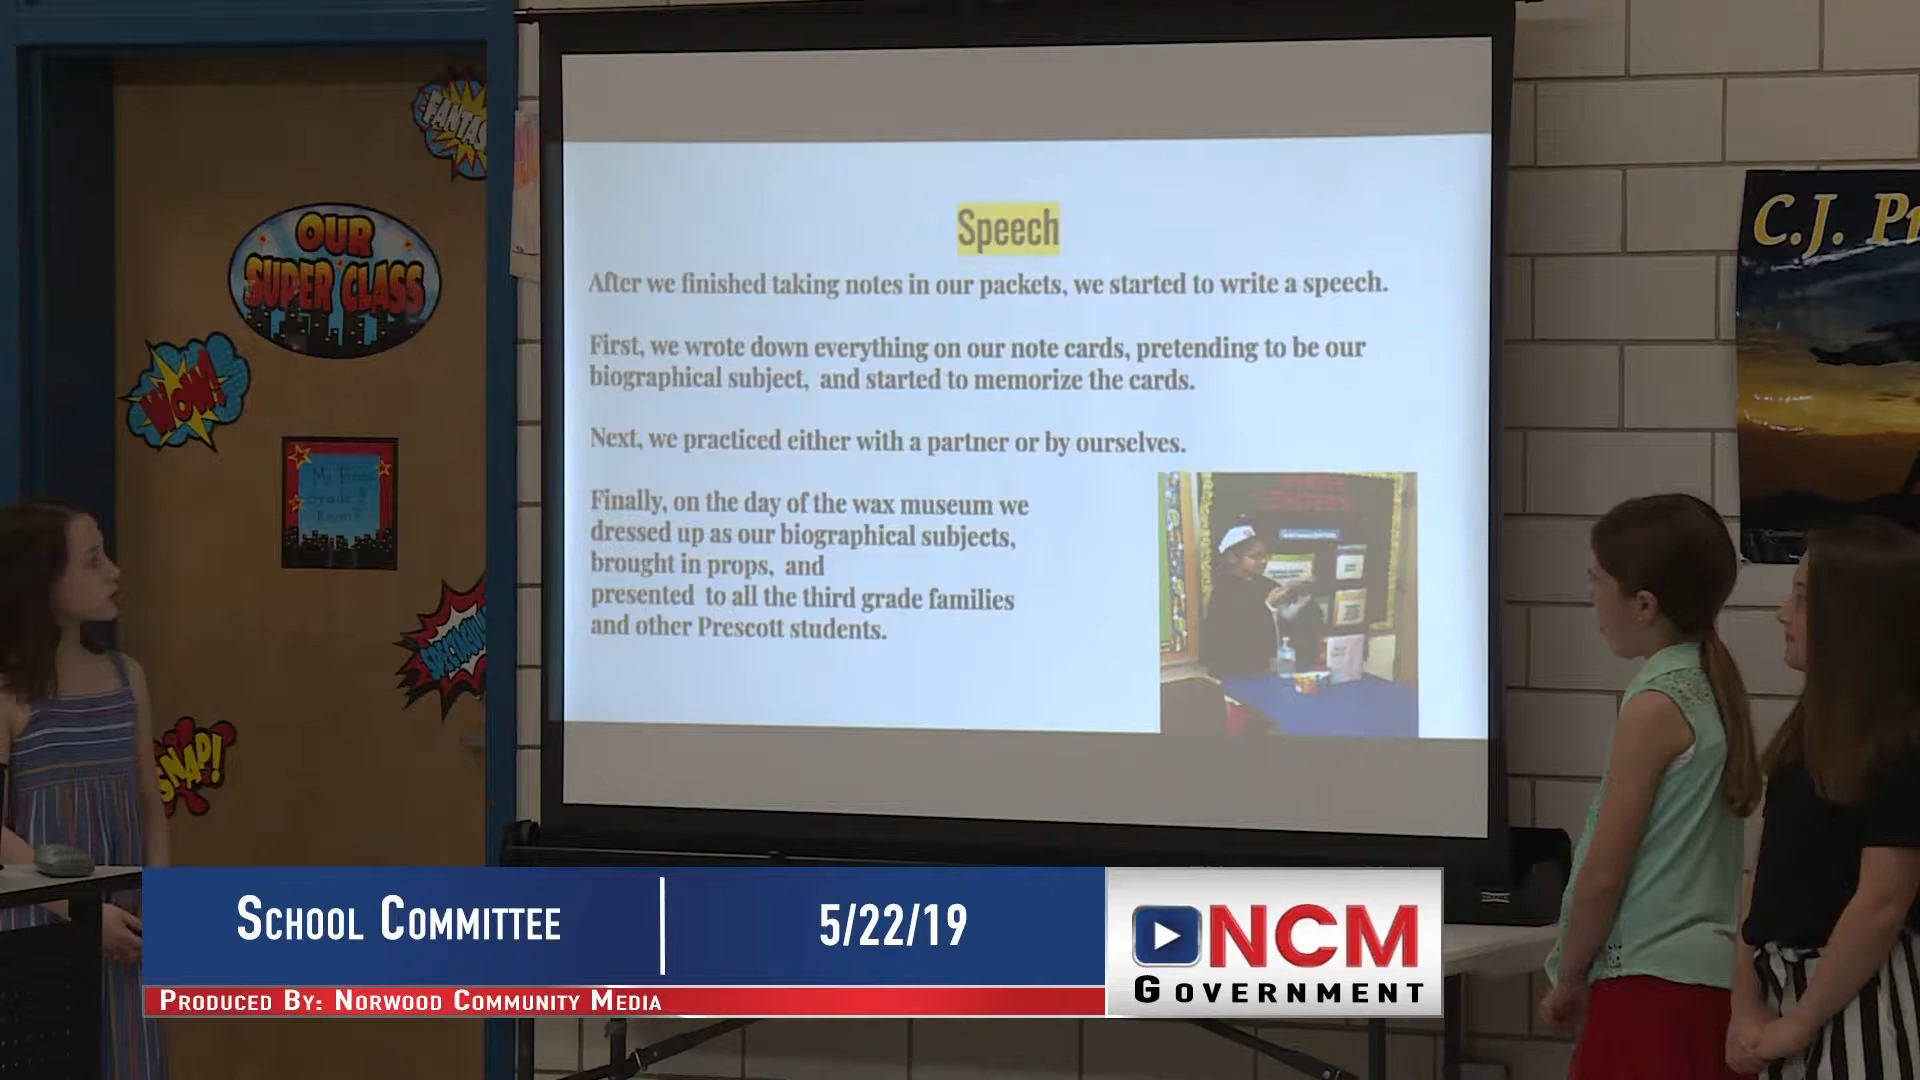 FANTAS
OUR
SUPER CLASS
WOW!
SPECTACULA
SNAP!
C.J. Pr
Speech
After we finished taking notes in our packets, we started to write a speech.
First, we wrote down everything on our note cards, pretending to be our
biographical subject, and started to memorize the cards.
Next, we practiced either with a partner or by ourselves.
Finally, on the day of the wax museum we
dressed up as our biographical subjects,
brought in props, and
presented to all the third grade families
and other Prescott students.
School Committee
5/22/19
NCM
Government
Produced By: Norwood Community Media